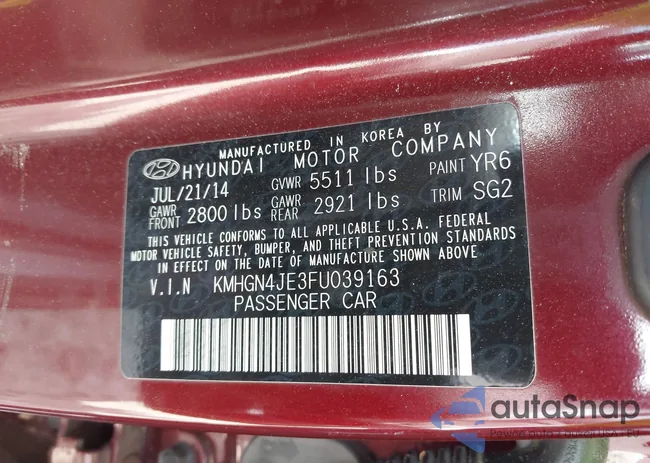 MANUFACTURED IN KOREA BY
HYUNDAI MOTOR COMPANY
JUL/21/14 GVWR 5511 lbs PAINT YR6
GAWR FRONT 2800 lbs GAWR REAR 2921 lbs TRIM SG2
THIS VEHICLE CONFORMS TO ALL APPLICABLE U.S.A. FEDERAL
MOTOR VEHICLE SAFETY, BUMPER, AND THEFT PREVENTION STANDARDS
IN EFFECT ON THE DATE OF MANUFACTURE SHOWN ABOVE
V.I.N KMHGN4JE3FU039163
PASSENGER CAR
autaSnap